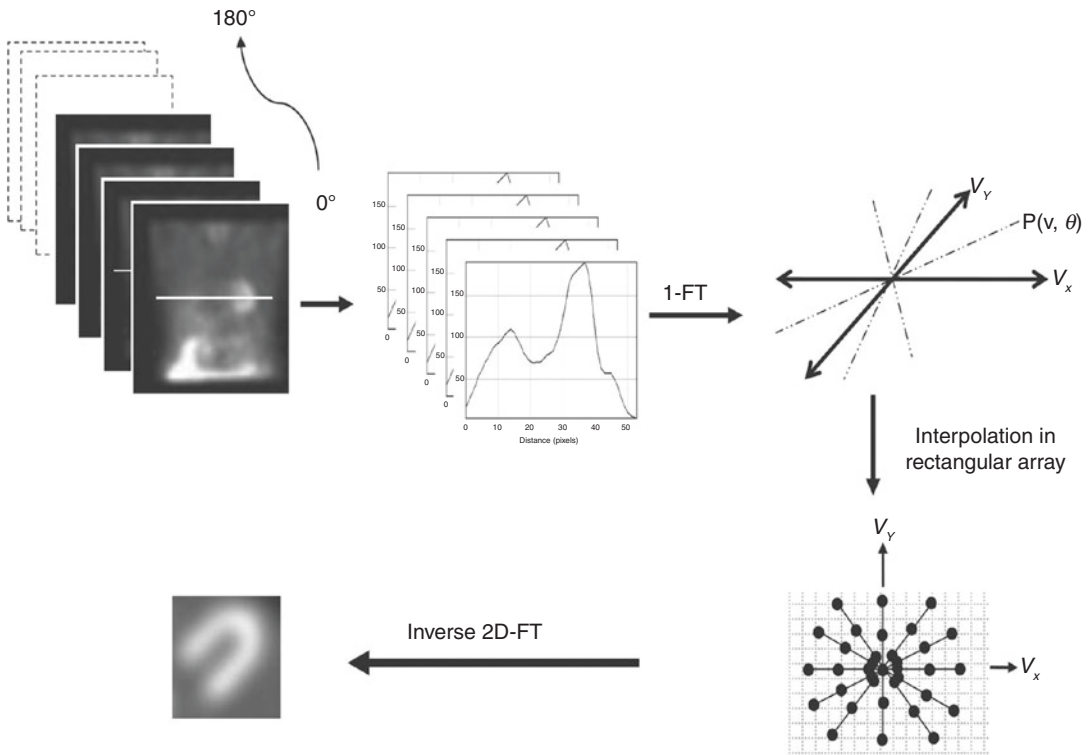 180°
0°
150
100
50
0
150
100
50
0
150
100
50
0
150
100
50
0
150
100
50
0 10 20 30 40 50
Distance (pixels)
1-FT
V_Y
P(v, θ)
V_x
Interpolation in
rectangular array
V_Y
V_x
Inverse 2D-FT